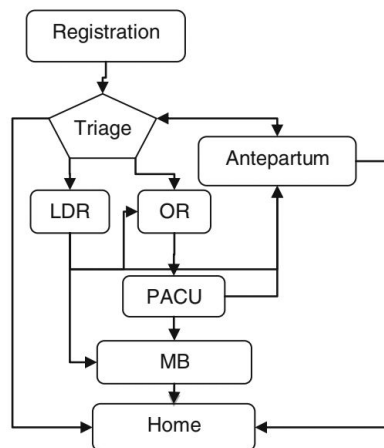 Registration
Triage
Antepartum
LDR
OR
PACU
MB
Home